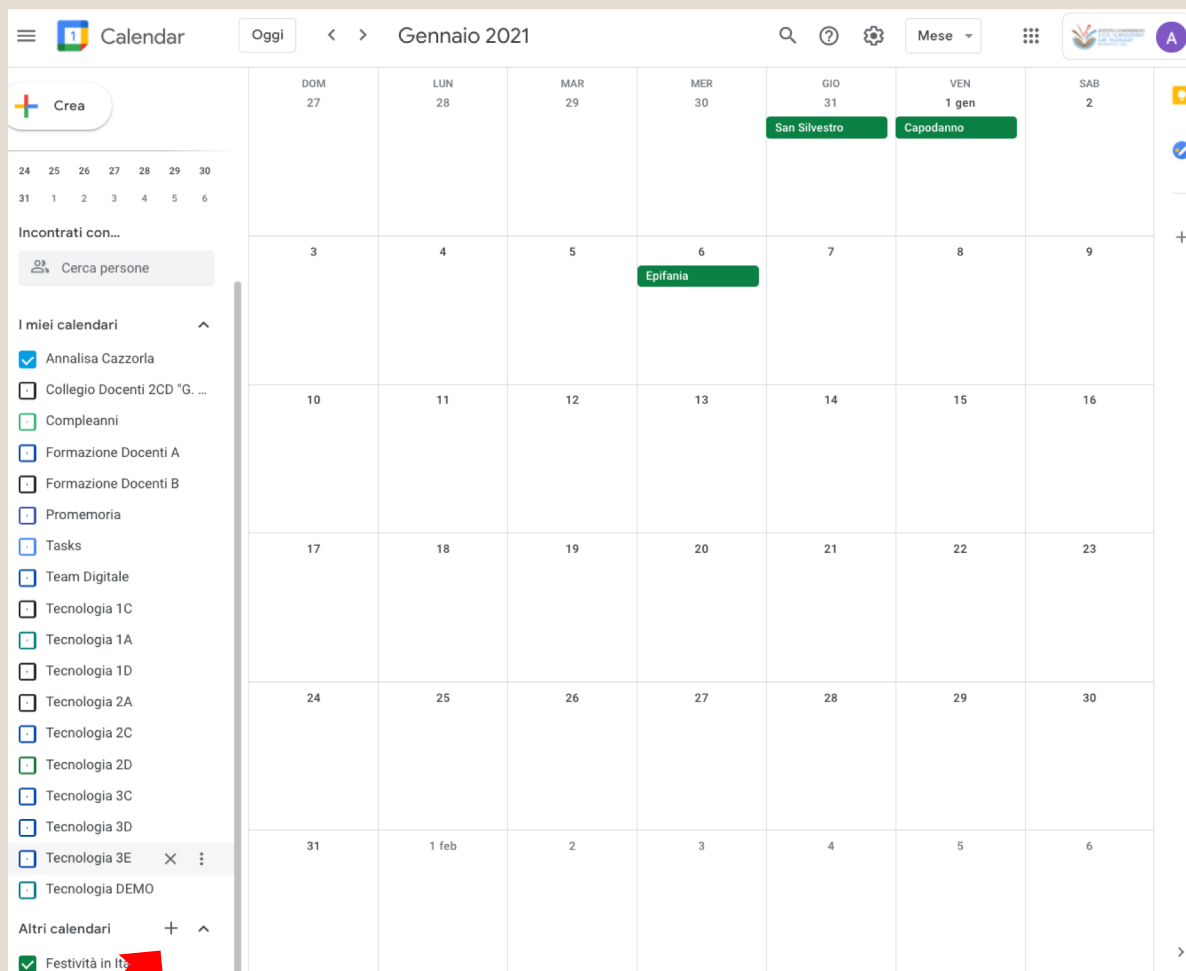 1 Calendar Oggi Gennaio 2021 Mese A
Crea
24 25 26 27 28 29 30
31 1 2 3 4 5 6
Incontrati con...
Cerca persone
I miei calendari
Annalisa Cazzorla
Collegio Docenti 2CD "G. ...
Compleanni
Formazione Docenti A
Formazione Docenti B
Promemoria
Tasks
Team Digitale
Tecnologia 1C
Tecnologia 1A
Tecnologia 1D
Tecnologia 2A
Tecnologia 2C
Tecnologia 2D
Tecnologia 3C
Tecnologia 3D
Tecnologia 3E
Tecnologia DEMO
Altri calendari
Festività in
DOM LUN MAR MER GIO VEN SAB
27 28 29 30 31 1 gen 2
San Silvestro Capodanno
3 4 5 6 7 8 9
Epifania
10 11 12 13 14 15 16
17 18 19 20 21 22 23
24 25 26 27 28 29 30
31 1 feb 2 3 4 5 6